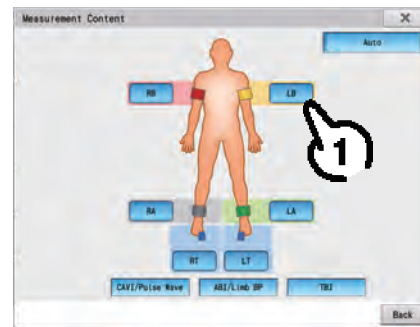 Measurement Content
Auto
RB
LB
1
RA
LA
RT
LT
CAVI/Pulse Wave
ABI/Limb BP
TBI
Back